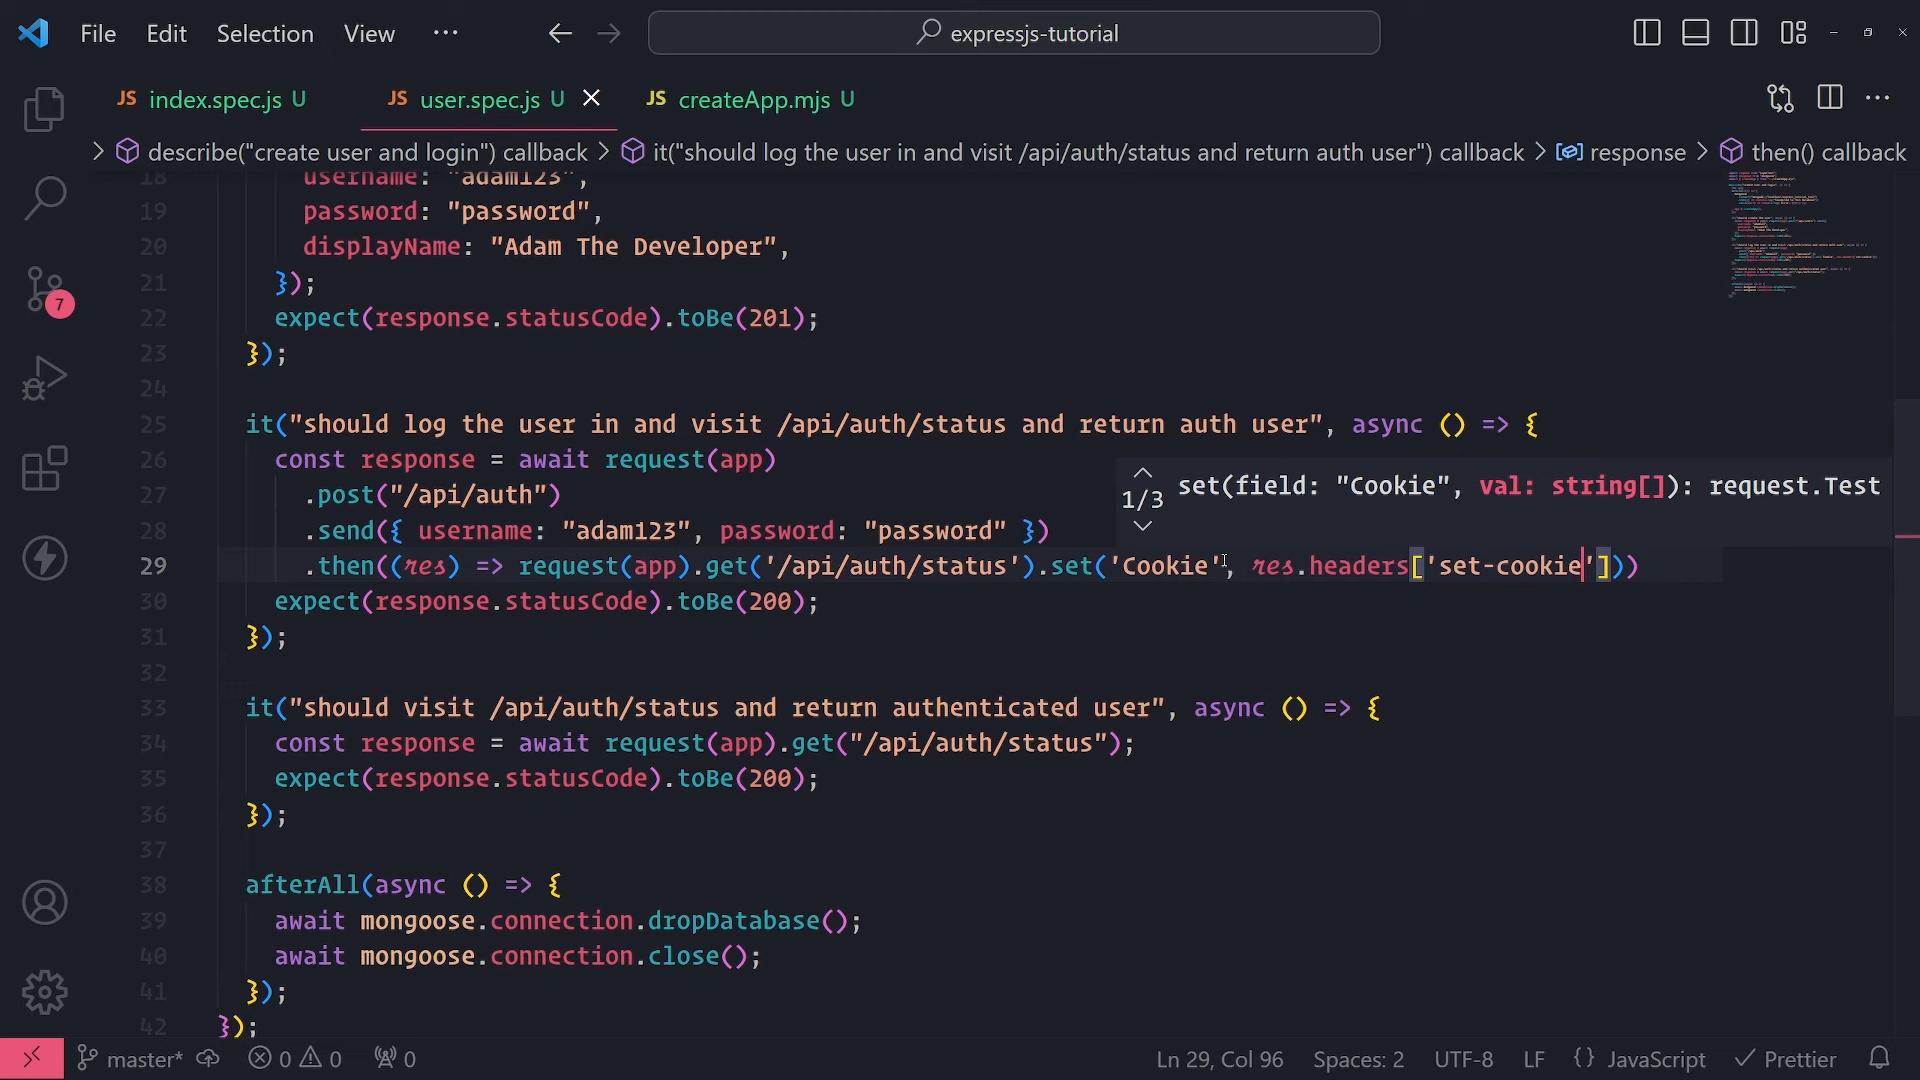 File Edit Selection View ··· expressjs-tutorial
JS index.spec.js U JS user.spec.js U JS createApp.mjs U
describe("create user and login") callback it("should log the user in and visit /api/auth/status and return auth user") callback response then() callback
18 username: "adam123",
19 password: "password",
20 displayName: "Adam The Developer",
21 });
22 expect(response.statusCode).toBe(201);
23 });
24
25 it("should log the user in and visit /api/auth/status and return auth user", async () => {
26 const response = await request(app)
27 .post("/api/auth")
1/3 set(field: "Cookie", val: string[]): request.Test
28 .send({ username: "adam123", password: "password" })
29 .then((res) => request(app).get('/api/auth/status').set('Cookie', res.headers['set-cookie']))
30 expect(response.statusCode).toBe(200);
31 });
32
33 it("should visit /api/auth/status and return authenticated user", async () => {
34 const response = await request(app).get("/api/auth/status");
35 expect(response.statusCode).toBe(200);
36 });
37
38 afterAll(async () => {
39 await mongoose.connection.dropDatabase();
40 await mongoose.connection.close();
41 });
42 });
7
master* 0 0 0 Ln 29, Col 96 Spaces: 2 UTF-8 LF {} JavaScript Prettier